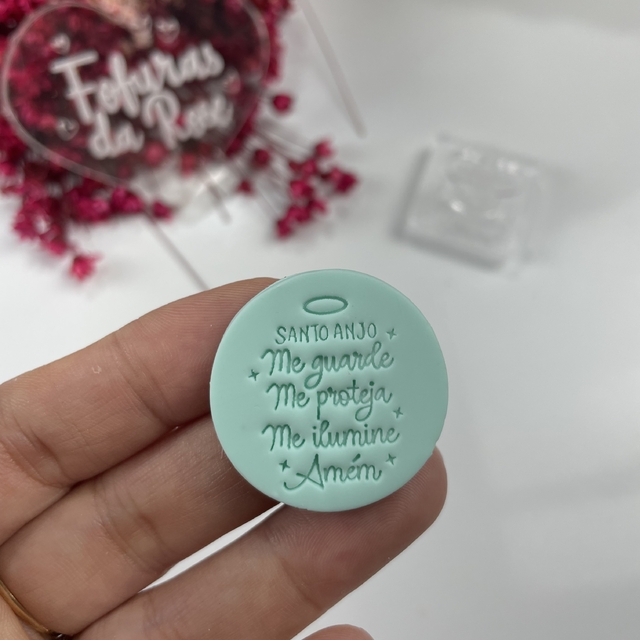 Fofuras
da Rose
SANTO ANJO
Me guarde
Me proteja
Me ilumine
Amém